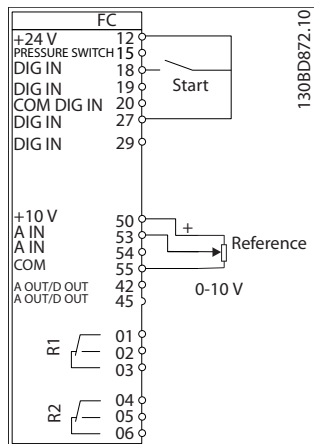 FC
+24 V 12
PRESSURE SWITCH 15
DIG IN 18
DIG IN 19
COM DIG IN 20
DIG IN 27
DIG IN 29
Start
+10 V 50
A IN 53
A IN 54
COM 55
A OUT/D OUT 42
A OUT/D OUT 45
+
Reference
0-10 V
R1
01
02
03
R2
04
05
06
130BD872.10